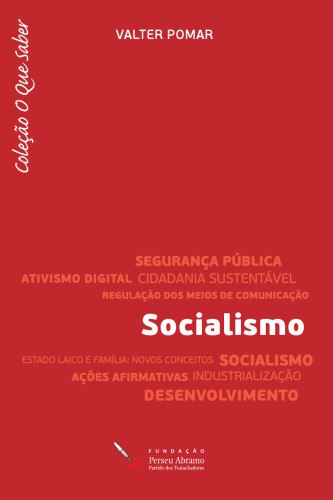 VALTER POMAR
Coleção O Que Saber
SEGURANÇA PÚBLICA
ATIVISMO DIGITAL CIDADANIA SUSTENTÁVEL
REGULAÇÃO DOS MEIOS DE COMUNICAÇÃO
Socialismo
ESTADO LAICO E FAMÍLIA: NOVOS CONCEITOS SOCIALISMO
AÇÕES AFIRMATIVAS INDUSTRIALIZAÇÃO
DESENVOLVIMENTO
FUNDAÇÃO
Perseu Abramo
Partido dos Trabalhadores